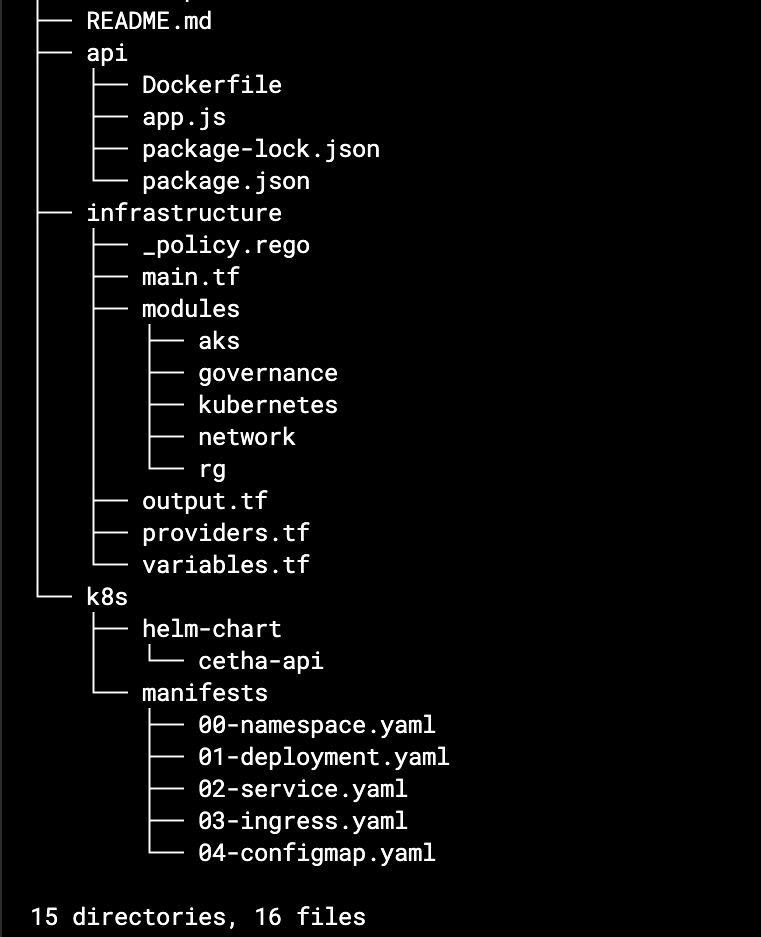 README.md
api
Dockerfile
app.js
package-lock.json
package.json
infrastructure
_policy.rego
main.tf
modules
aks
governance
kubernetes
network
rg
output.tf
providers.tf
variables.tf
k8s
helm-chart
cetha-api
manifests
00-namespace.yaml
01-deployment.yaml
02-service.yaml
03-ingress.yaml
04-configmap.yaml
15 directories, 16 files